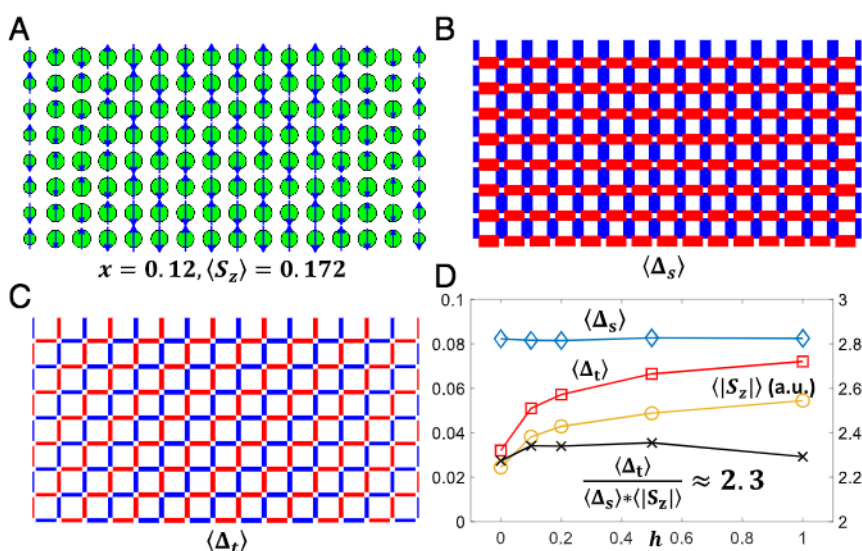 A
x = 0.12, ⟨S_z⟩ = 0.172
B
⟨Δ_s⟩
C
⟨Δ_t⟩
D
0.1
0.08
0.06
0.04
0.02
0
3
2.8
2.6
2.4
2.2
2
⟨Δ_s⟩
⟨Δ_t⟩
⟨|S_z|⟩ (a.u.)
⟨Δ_t⟩
⟨Δ_s⟩*⟨|S_z|⟩
≈ 2.3
0 0.2 h 0.6 0.8 1